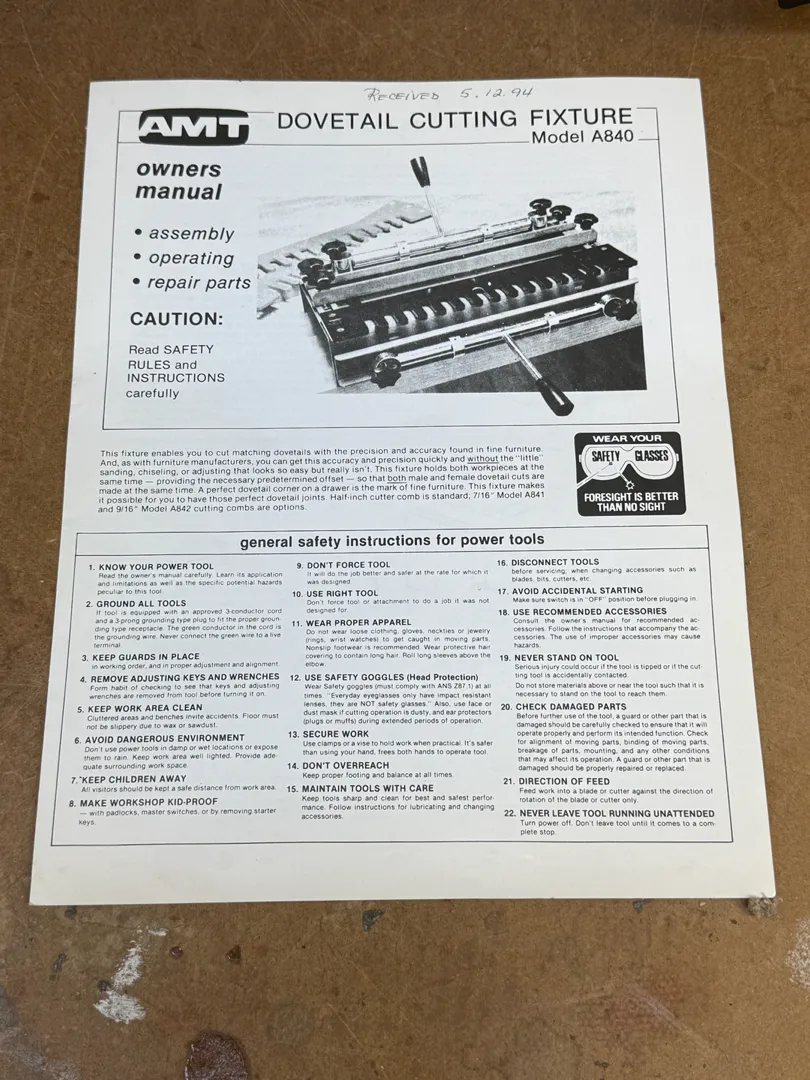 RECEIVED 5.12.94
AMT
DOVETAIL CUTTING FIXTURE
Model A840
owners
manual
• assembly
• operating
• repair parts
CAUTION:
Read SAFETY
RULES and
INSTRUCTIONS
carefully
This fixture enables you to cut matching dovetails with the precision and accuracy found in fine furniture.
And, as with furniture manufacturers, you can get this accuracy and precision quickly and without the "little"
sanding, chiseling, or adjusting that looks so easy but really isn't. This fixture holds both workpieces at the
same time — providing the necessary predetermined offset — so that both male and female dovetail cuts are
made at the same time. A perfect dovetail corner on a drawer is the mark of fine furniture. This fixture makes
it possible for you to have those perfect dovetail joints. Half-inch cutter comb is standard; 7/16" Model A841
and 9/16" Model A842 cutting combs are options.
WEAR YOUR
SAFETY GLASSES
FORESIGHT IS BETTER
THAN NO SIGHT
general safety instructions for power tools
1. KNOW YOUR POWER TOOL
Read the owner's manual carefully. Learn its application
and limitations as well as the specific potential hazards
peculiar to this tool.
2. GROUND ALL TOOLS
If tool is equipped with an approved 3-conductor cord
and a 3-prong grounding type plug to fit the proper groun-
ding type receptacle. The green conductor in the cord is
the grounding wire. Never connect the green wire to a live
terminal.
3. KEEP GUARDS IN PLACE
in working order, and in proper adjustment and alignment.
4. REMOVE ADJUSTING KEYS AND WRENCHES
Form habit of checking to see that keys and adjusting
wrenches are removed from tool before turning it on.
5. KEEP WORK AREA CLEAN
Cluttered areas and benches invite accidents. Floor must
not be slippery due to wax or sawdust.
6. AVOID DANGEROUS ENVIRONMENT
Don't use power tools in damp or wet locations or expose
them to rain. Keep work area well lighted. Provide ade-
quate surrounding work space.
7. KEEP CHILDREN AWAY
All visitors should be kept a safe distance from work area.
8. MAKE WORKSHOP KID-PROOF
— with padlocks, master switches, or by removing starter
keys.
9. DON'T FORCE TOOL
It will do the job better and safer at the rate for which it
was designed.
10. USE RIGHT TOOL
Don't force tool or attachment to do a job it was not
designed for.
11. WEAR PROPER APPAREL
Do not wear loose clothing, gloves, neckties or jewelry
(rings, wrist watches) to get caught in moving parts.
Nonslip footwear is recommended. Wear protective hair
covering to contain long hair. Roll long sleeves above the
elbow.
12. USE SAFETY GOGGLES (Head Protection)
Wear Safety goggles (must comply with ANS Z87.1) at all
times. "Everyday eyeglasses only have impact resistant
lenses, they are NOT safety glasses." Also, use face or
dust mask if cutting operation is dusty, and ear protectors
(plugs or muffs) during extended periods of operation.
13. SECURE WORK
Use clamps or a vise to hold work when practical. It's safer
than using your hand, frees both hands to operate tool.
14. DON'T OVERREACH
Keep proper footing and balance at all times.
15. MAINTAIN TOOLS WITH CARE
Keep tools sharp and clean for best and safest perfor-
mance. Follow instructions for lubricating and changing
accessories.
16. DISCONNECT TOOLS
before servicing; when changing accessories such as
blades, bits, cutters, etc.
17. AVOID ACCIDENTAL STARTING
Make sure switch is in "OFF" position before plugging in.
18. USE RECOMMENDED ACCESSORIES
Consult the owner's manual for recommended ac-
cessories. Follow the instructions that accompany the ac-
cessories. The use of improper accessories may cause
hazards.
19. NEVER STAND ON TOOL
Serious injury could occur if the tool is tipped or if the cut-
ting tool is accidentally contacted.
Do not store materials above or near the tool such that it is
necessary to stand on the tool to reach them.
20. CHECK DAMAGED PARTS
Before further use of the tool, a guard or other part that is
damaged should be carefully checked to ensure that it will
operate properly and perform its intended function. Check
for alignment of moving parts, binding of moving parts,
breakage of parts, mounting, and any other conditions
that may affect its operation. A guard or other part that is
damaged should be properly repaired or replaced.
21. DIRECTION OF FEED
Feed work into a blade or cutter against the direction of
rotation of the blade or cutter only.
22. NEVER LEAVE TOOL RUNNING UNATTENDED
Turn power off. Don't leave tool until it comes to a com-
plete stop.